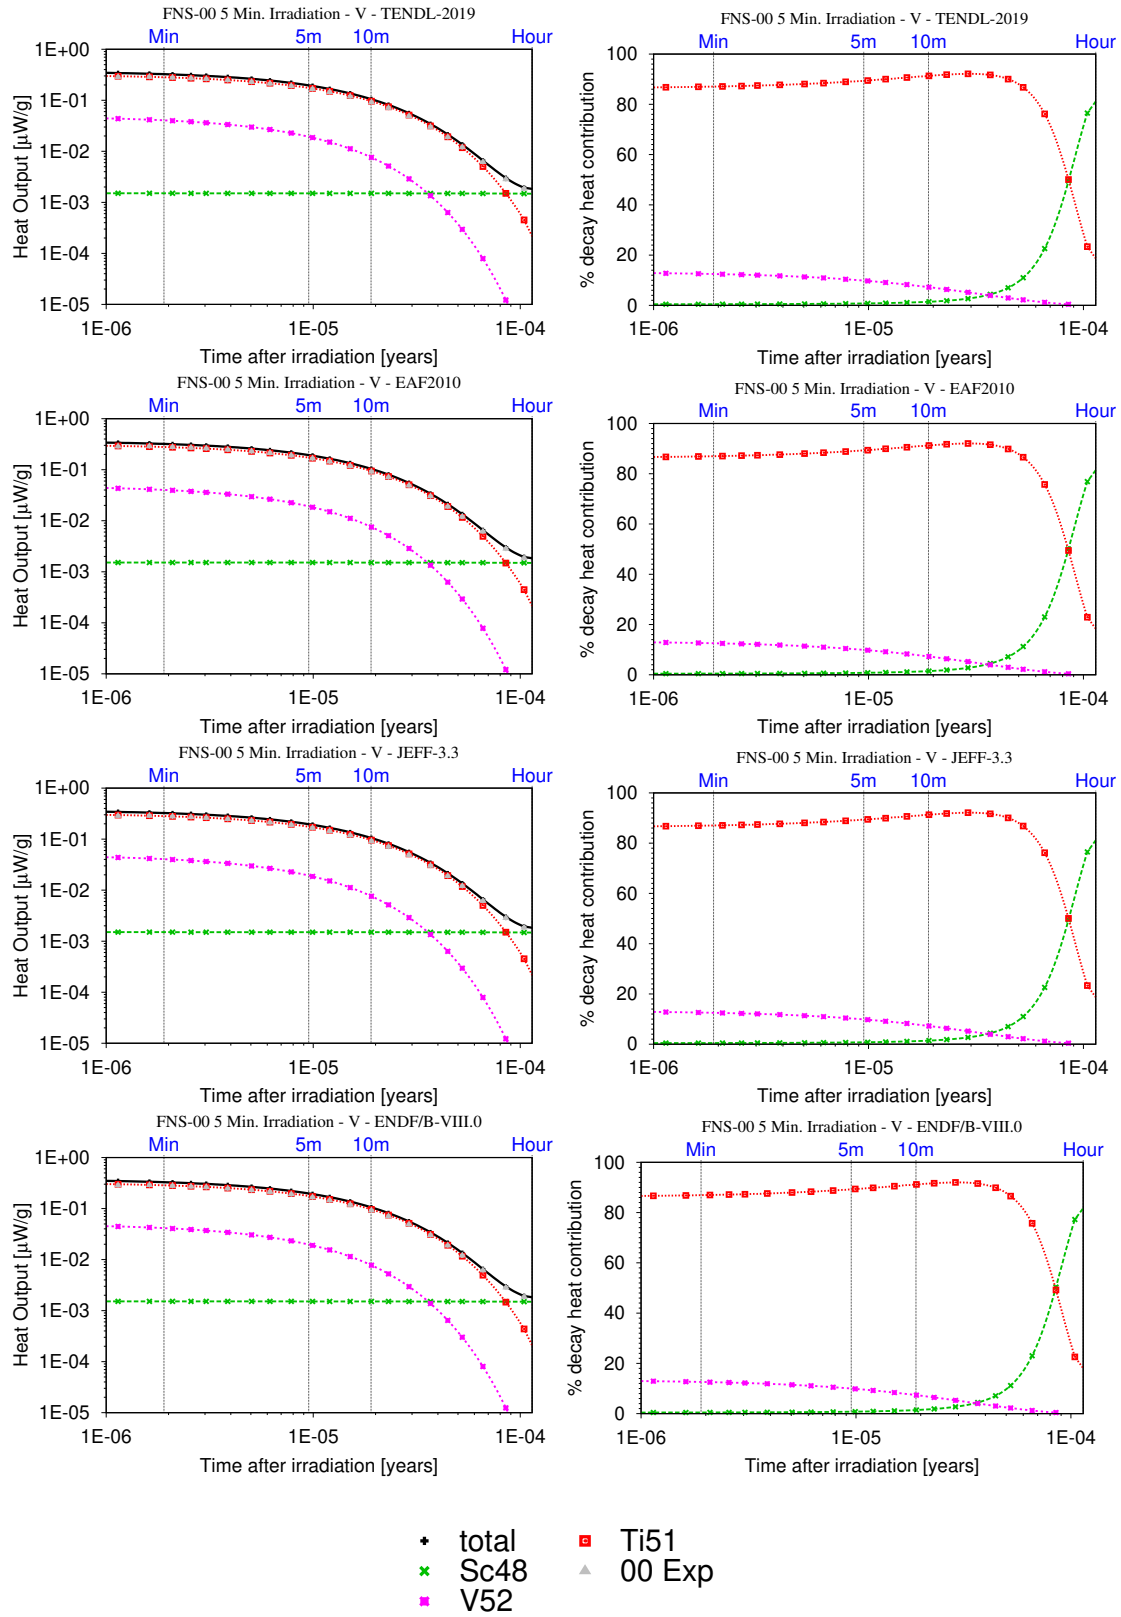 FNS-00 5 Min. Irradiation - V - TENDL-2019
Min 5m 10m Hour
1E+00
1E-01
1E-02
1E-03
1E-04
1E-05
Heat Output [µW/g]
1E-06 1E-05 1E-04
Time after irradiation [years]
FNS-00 5 Min. Irradiation - V - TENDL-2019
Min 5m 10m Hour
100
80
60
40
20
0
% decay heat contribution
1E-06 1E-05 1E-04
Time after irradiation [years]
FNS-00 5 Min. Irradiation - V - EAF2010
Min 5m 10m Hour
1E+00
1E-01
1E-02
1E-03
1E-04
1E-05
Heat Output [µW/g]
1E-06 1E-05 1E-04
Time after irradiation [years]
FNS-00 5 Min. Irradiation - V - EAF2010
Min 5m 10m Hour
100
80
60
40
20
0
% decay heat contribution
1E-06 1E-05 1E-04
Time after irradiation [years]
FNS-00 5 Min. Irradiation - V - JEFF-3.3
Min 5m 10m Hour
1E+00
1E-01
1E-02
1E-03
1E-04
1E-05
Heat Output [µW/g]
1E-06 1E-05 1E-04
Time after irradiation [years]
FNS-00 5 Min. Irradiation - V - JEFF-3.3
Min 5m 10m Hour
100
80
60
40
20
0
% decay heat contribution
1E-06 1E-05 1E-04
Time after irradiation [years]
FNS-00 5 Min. Irradiation - V - ENDF/B-VIII.0
Min 5m 10m Hour
1E+00
1E-01
1E-02
1E-03
1E-04
1E-05
Heat Output [µW/g]
1E-06 1E-05 1E-04
Time after irradiation [years]
FNS-00 5 Min. Irradiation - V - ENDF/B-VIII.0
Min 5m 10m Hour
100
80
60
40
20
0
% decay heat contribution
1E-06 1E-05 1E-04
Time after irradiation [years]
total
Sc48
V52
Ti51
00 Exp